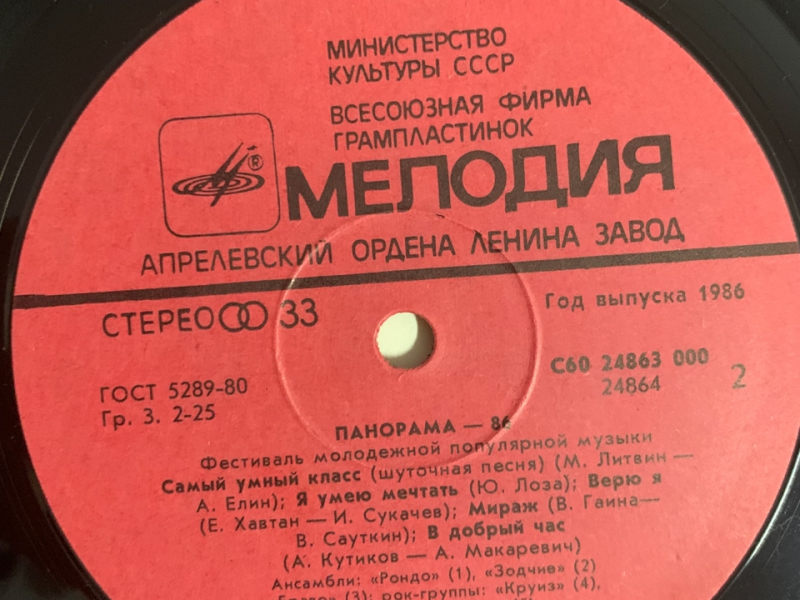 МИНИСТЕРСТВО
КУЛЬТУРЫ СССР
ВСЕСОЮЗНАЯ ФИРМА
ГРАМПЛАСТИНОК
®
МЕЛОДИЯ
АПРЕЛЕВСКИЙ ОРДЕНА ЛЕНИНА ЗАВОД
СТЕРЕО 33
Год выпуска 1986
ГОСТ 5289-80
Гр. 3. 2-25
С60 24863 000
24864
2
ПАНОРАМА — 86
Фестиваль молодежной популярной музыки
Самый умный класс (шуточная песня) (М. Литвин —
А. Елин); Я умею мечтать (Ю. Лоза); Верю я
(Е. Хавтан — И. Сукачев); Мираж (В. Гаина—
В. Сауткин); В добрый час
(А. Кутиков — А. Макаревич)
Ансамбли: «Рондо» (1), «Зодчие» (2)
(3); рок-группы: «Круиз» (4),